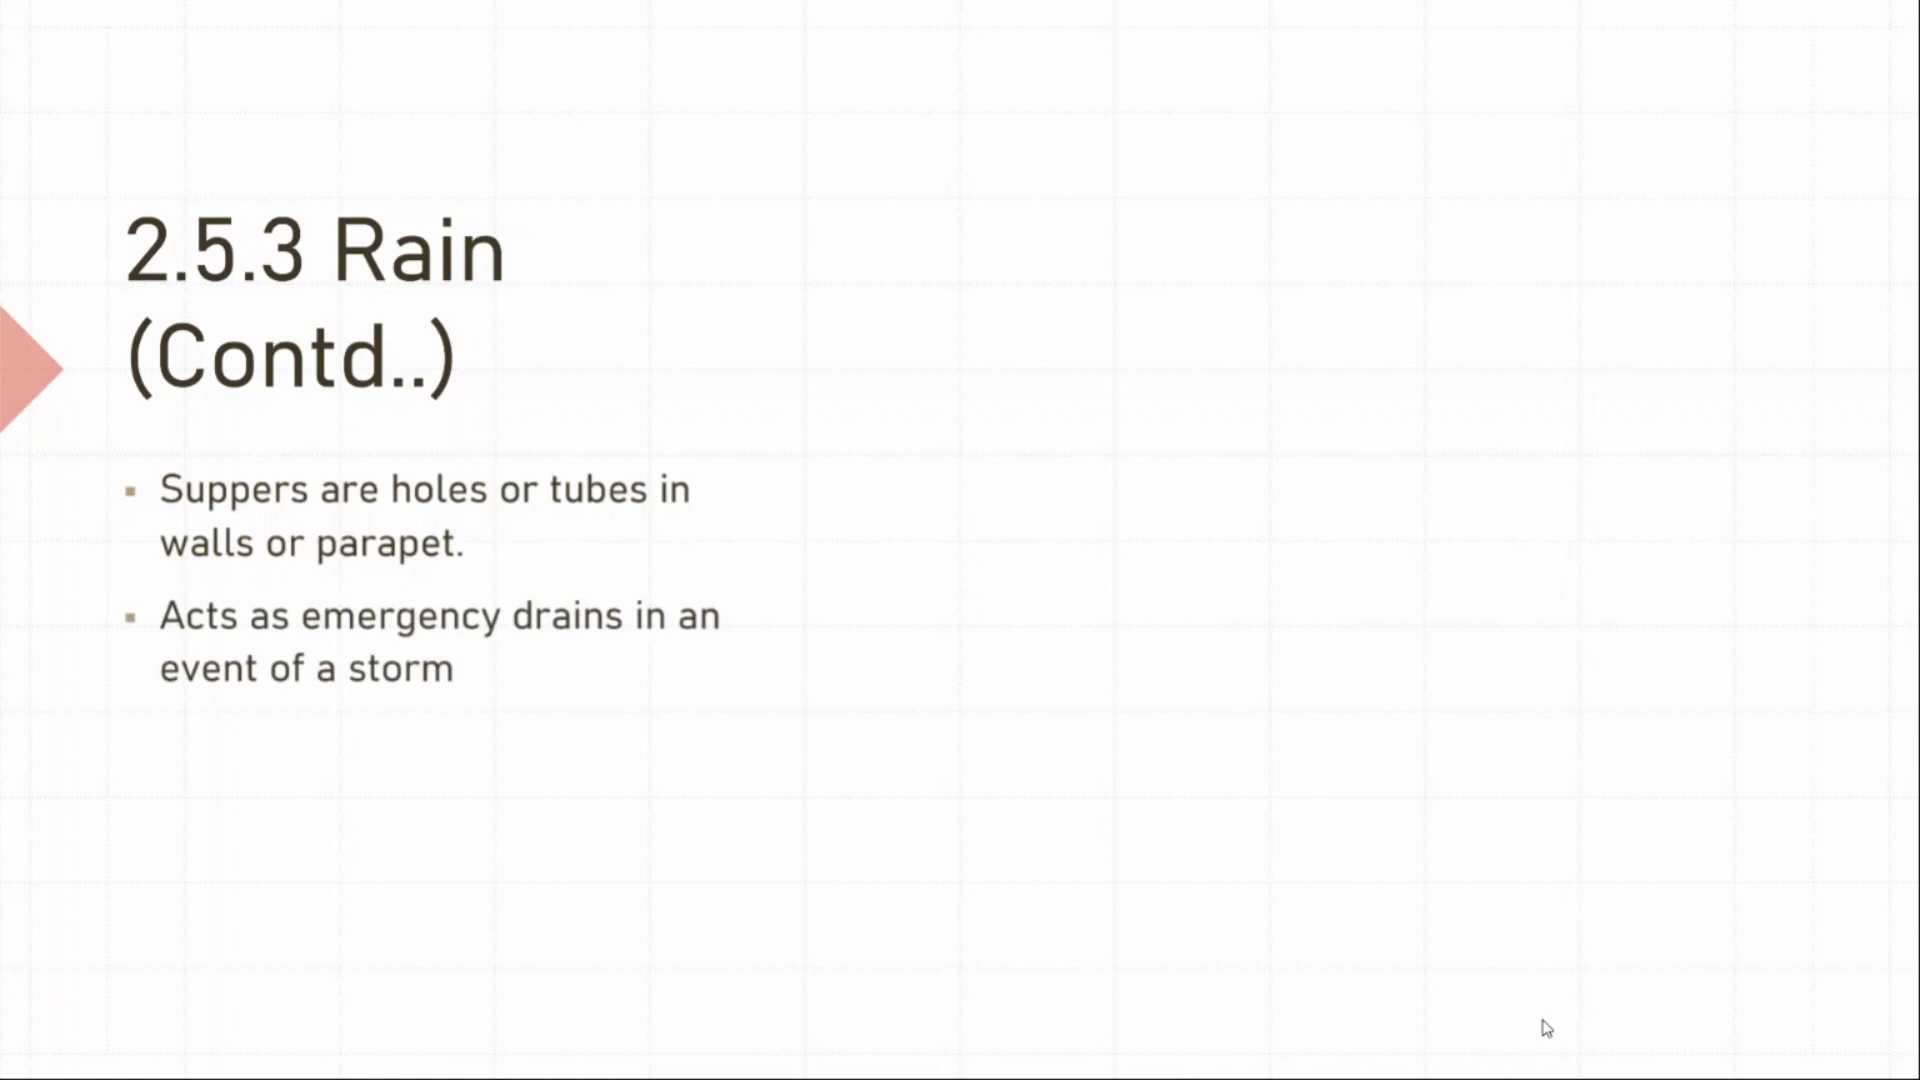 2.5.3 Rain
(Contd..)
Suppers are holes or tubes in
walls or parapet.
Acts as emergency drains in an
event of a storm